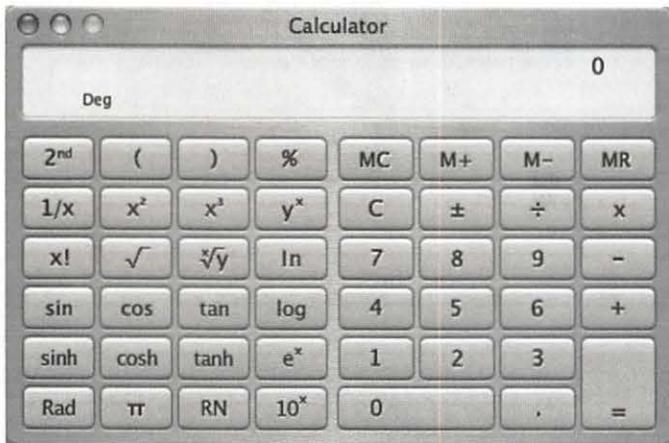 Calculator
0
Deg
2nd ( ) % MC M+ M- MR
1/x x² x³ yˣ C ± ÷ x
x! √ ˣ√y ln 7 8 9 −
sin cos tan log 4 5 6 +
sinh cosh tanh eˣ 1 2 3
Rad π RN 10ˣ 0 . =